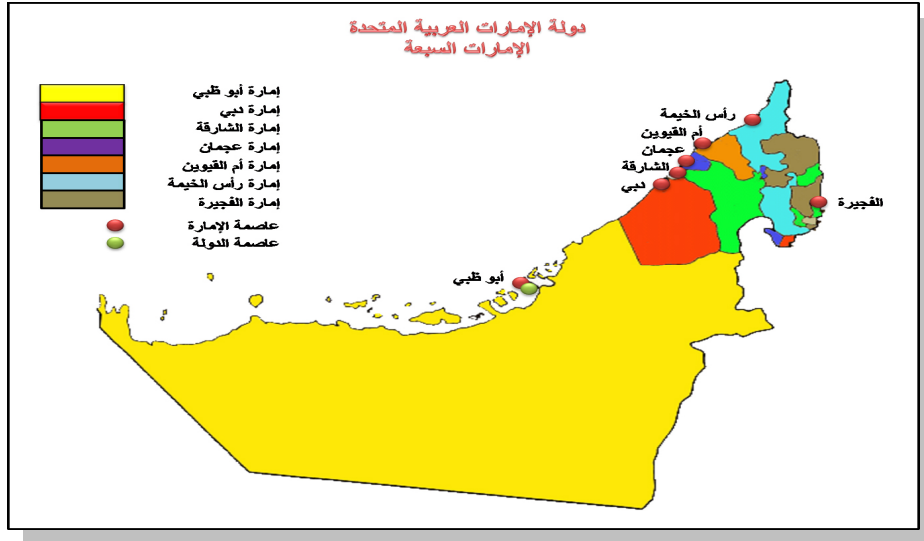 دولة الإمارات العربية المتحدة
الإمارات السبعة
إمارة أبو ظبي
إمارة دبي
إمارة الشارقة
إمارة عجمان
إمارة أم القيوين
إمارة رأس الخيمة
إمارة الفجيرة
عاصمة الإمارة
عاصمة الدولة
رأس الخيمة
أم القيوين
عجمان
الشارقة
دبي
الفجيرة
أبو ظبي